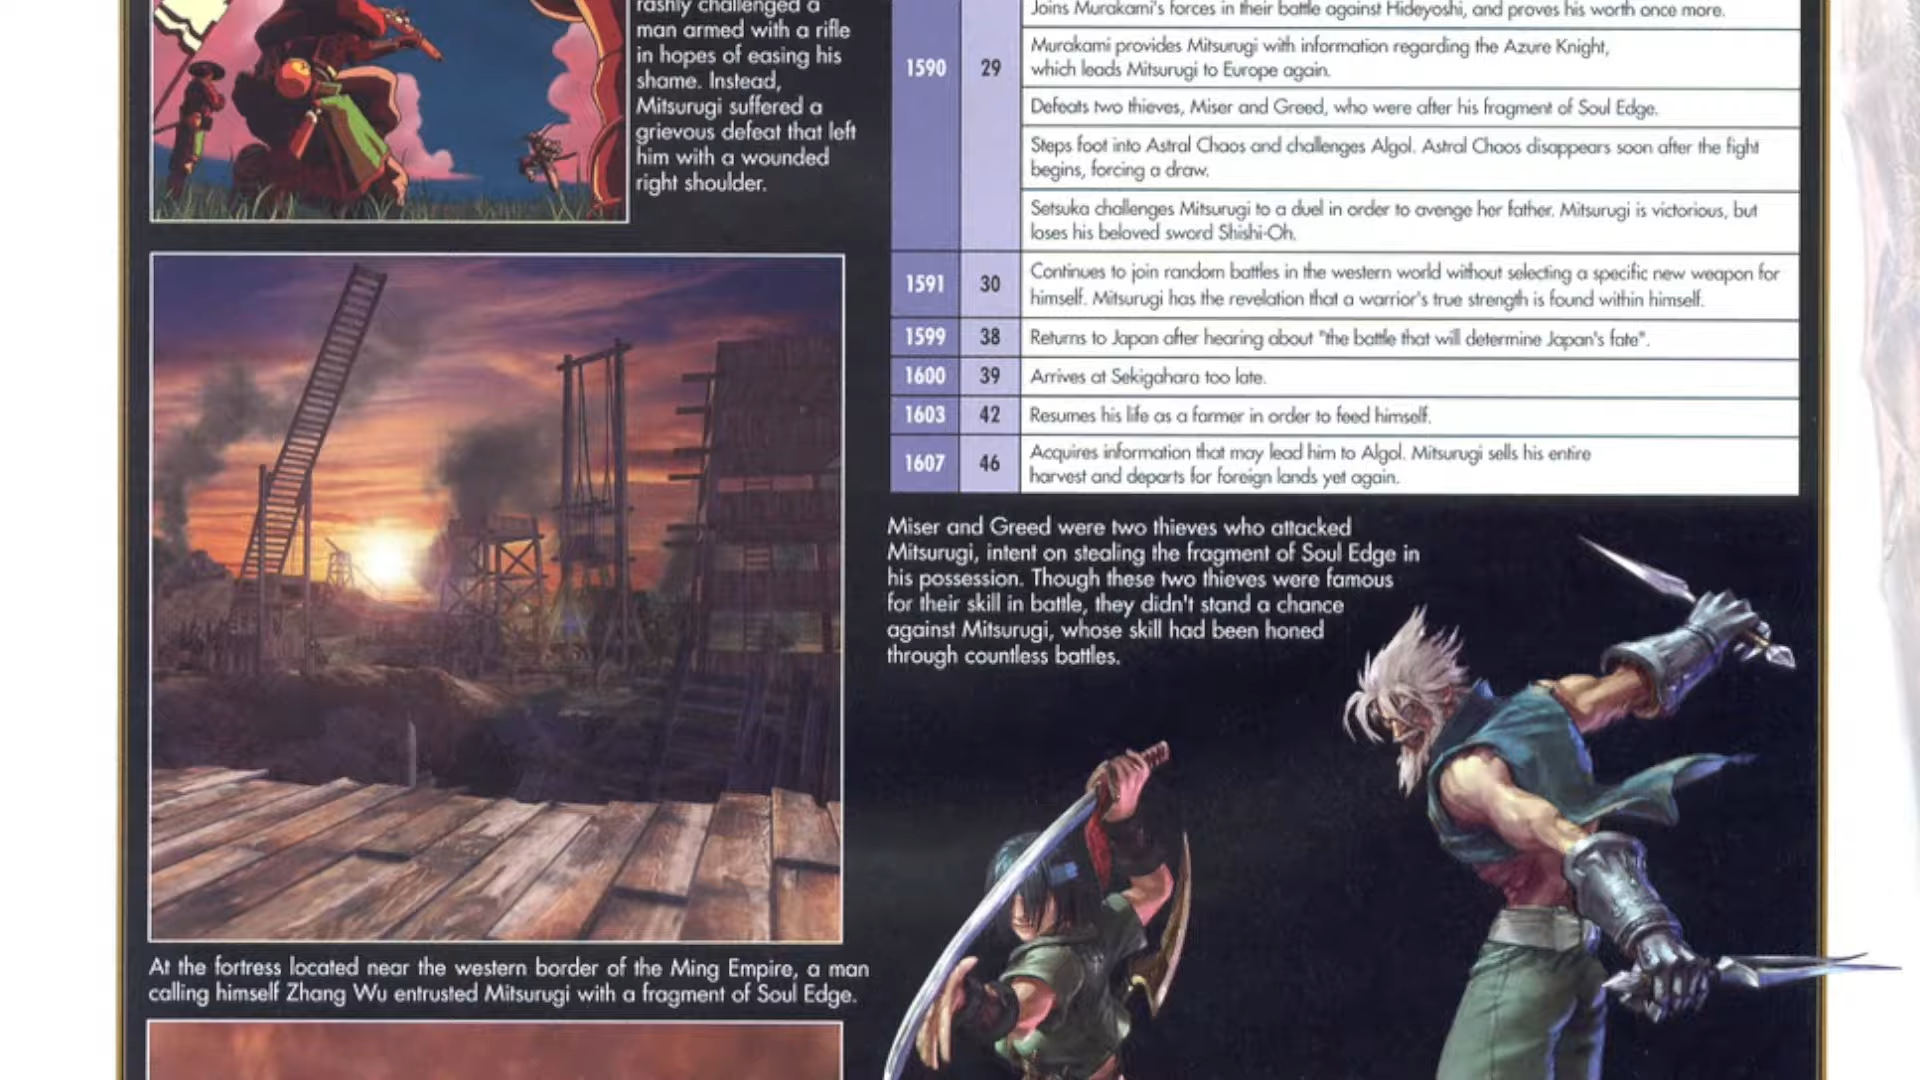 rashly challenged a
man armed with a rifle
in hopes of easing his
shame. Instead,
Mitsurugi suffered a
grievous defeat that left
him with a wounded
right shoulder.
At the fortress located near the western border of the Ming Empire, a man
calling himself Zhang Wu entrusted Mitsurugi with a fragment of Soul Edge.
Joins Murakami's forces in their battle against Hideyoshi, and proves his worth once more.
1590
29
Murakami provides Mitsurugi with information regarding the Azure Knight,
which leads Mitsurugi to Europe again.
Defeats two thieves, Miser and Greed, who were after his fragment of Soul Edge.
Steps foot into Astral Chaos and challenges Algol. Astral Chaos disappears soon after the fight
begins, forcing a draw.
Setsuka challenges Mitsurugi to a duel in order to avenge her father. Mitsurugi is victorious, but
loses his beloved sword Shishi-Oh.
1591
30
Continues to join random battles in the western world without selecting a specific new weapon for
himself. Mitsurugi has the revelation that a warrior's true strength is found within himself.
1599
38
Returns to Japan after hearing about "the battle that will determine Japan's fate".
1600
39
Arrives at Sekigahara too late.
1603
42
Resumes his life as a farmer in order to feed himself.
1607
46
Acquires information that may lead him to Algol. Mitsurugi sells his entire
harvest and departs for foreign lands yet again.
Miser and Greed were two thieves who attacked
Mitsurugi, intent on stealing the fragment of Soul Edge in
his possession. Though these two thieves were famous
for their skill in battle, they didn't stand a chance
against Mitsurugi, whose skill had been honed
through countless battles.